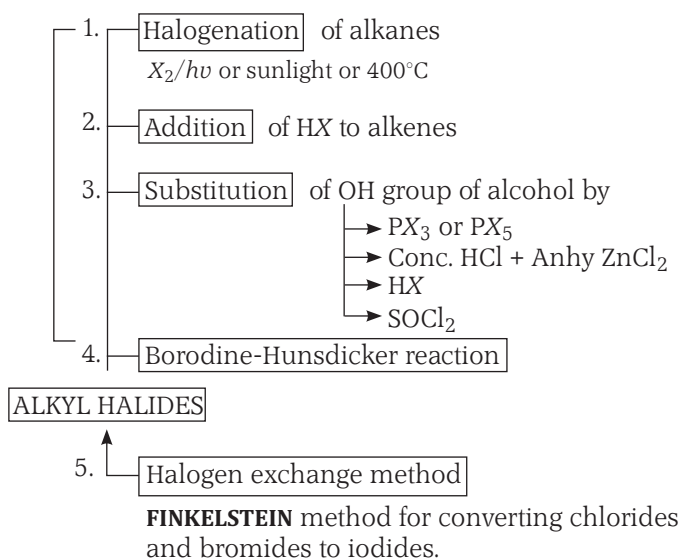 1. Halogenation of alkanes
X₂/hν or sunlight or 400°C
2. Addition of HX to alkenes
3. Substitution of OH group of alcohol by
PX₃ or PX₅
Conc. HCl + Anhy ZnCl₂
HX
SOCl₂
4. Borodine-Hunsdicker reaction
ALKYL HALIDES
5. Halogen exchange method
FINKELSTEIN method for converting chlorides
and bromides to iodides.